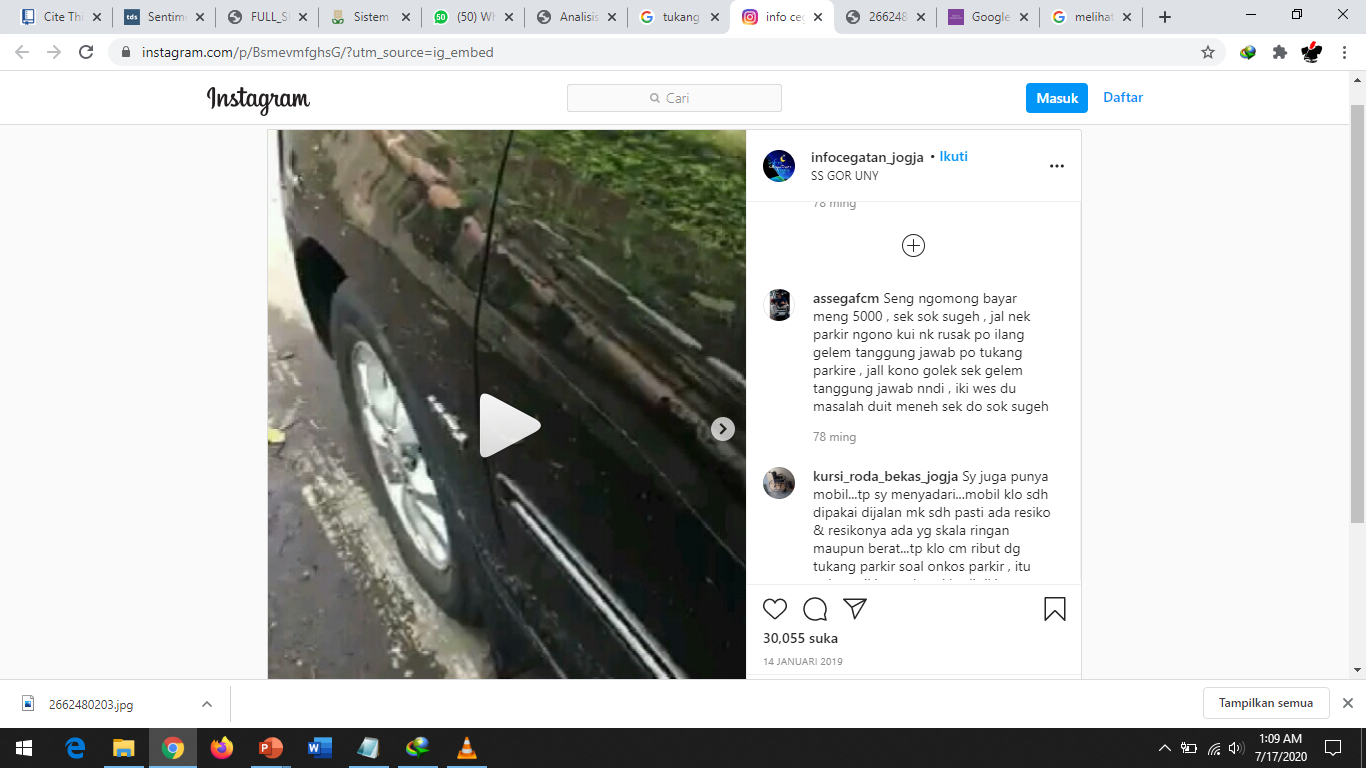 Cite Thi
Sentim
FULL_S
Sistem
(50) Wh
Analisis
tukang
info ceg
266248
Google
melihat
instagram.com/p/BsmevmfghsG/?utm_source=ig_embed
Instagram
Cari
Masuk
Daftar
infocegatan_jogja • Ikuti
SS GOR UNY
78 ming
assegafcm Seng ngomong bayar
meng 5000 , sek sok sugeh , jal nek
parkir ngono kui nk rusak po ilang
gelem tanggung jawab po tukang
parkire , jall kono golek sek gelem
tanggung jawab nndi , iki wes du
masalah duit meneh sek do sok sugeh
78 ming
kursi_roda_bekas_jogja Sy juga punya
mobil...tp sy menyadari...mobil klo sdh
dipakai dijalan mk sdh pasti ada resiko
& resikonya ada yg skala ringan
maupun berat...tp klo cm ribut dg
tukang parkir soal onkos parkir , itu
30,055 suka
14 JANUARI 2019
2662480203.jpg
Tampilkan semua
1:09 AM
7/17/2020